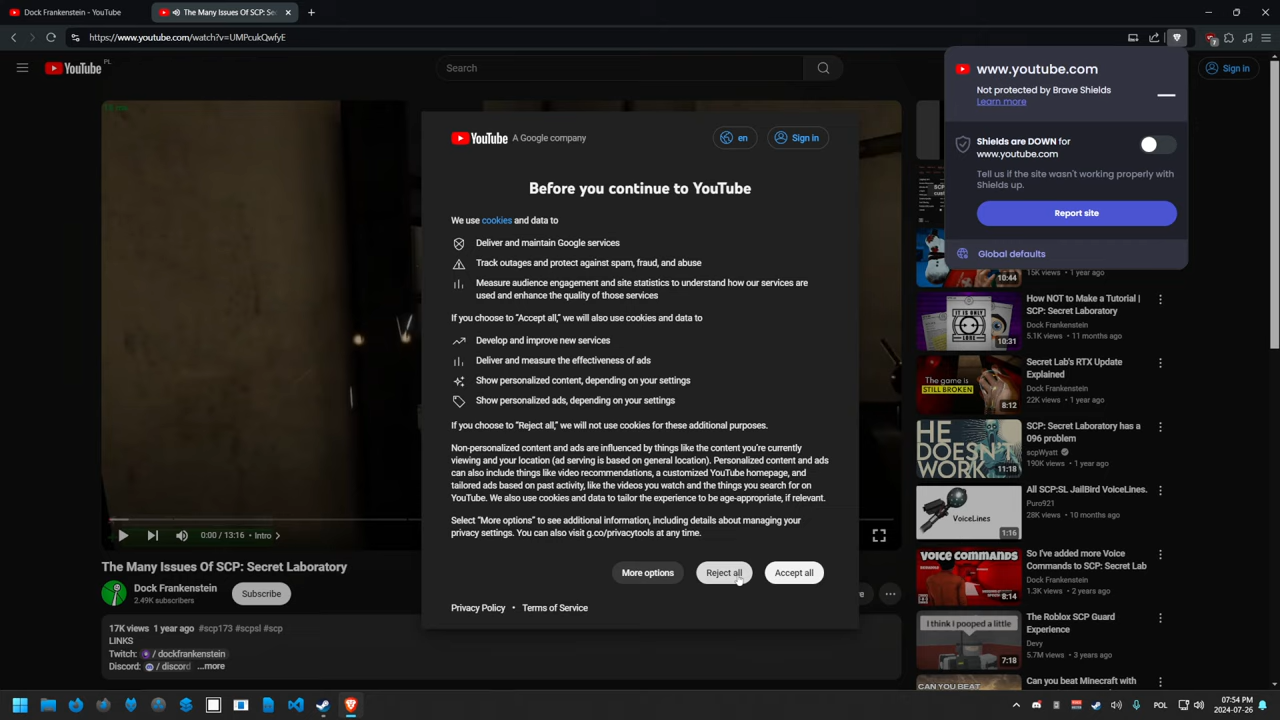 Dock Frankenstein - YouTube
The Many Issues Of SCP: Sec
https://www.youtube.com/watch?v=UMPcukQwfyE
7
YouTube PL
Search
Sign in
www.youtube.com
Not protected by Brave Shields
Learn more
Shields are DOWN for
www.youtube.com
Tell us if the site wasn't working properly with
Shields up.
Report site
Global defaults
YouTube A Google company
en
Sign in
Before you continue to YouTube
We use cookies and data to
Deliver and maintain Google services
Track outages and protect against spam, fraud, and abuse
Measure audience engagement and site statistics to understand how our services are
used and enhance the quality of those services
If you choose to “Accept all,” we will also use cookies and data to
Develop and improve new services
Deliver and measure the effectiveness of ads
Show personalized content, depending on your settings
Show personalized ads, depending on your settings
If you choose to “Reject all,” we will not use cookies for these additional purposes.
Non-personalized content and ads are influenced by things like the content you’re currently
viewing and your location (ad serving is based on general location). Personalized content and ads
can also include things like video recommendations, a customized YouTube homepage, and
tailored ads based on past activity, like the videos you watch and the things you search for on
YouTube. We also use cookies and data to tailor the experience to be age-appropriate, if relevant.
Select “More options” to see additional information, including details about managing your
privacy settings. You can also visit g.co/privacytools at any time.
More options
Reject all
Accept all
Privacy Policy • Terms of Service
0:00 / 13:16 • Intro
The Many Issues Of SCP: Secret Laboratory
Dock Frankenstein
2.49K subscribers
Subscribe
17K views 1 year ago #scp173 #scpsl #scp
LINKS
Twitch: / dockfrankenstein
Discord: / discord ...more
15K views • 1 year ago
10:44
How NOT to Make a Tutorial |
SCP: Secret Laboratory
Dock Frankenstein
5.1K views • 11 months ago
IT IS ONLY
10:31
Secret Lab's RTX Update
Explained
Dock Frankenstein
22K views • 1 year ago
The game is
STILL BROKEN
8:12
SCP: Secret Laboratory has a
096 problem
scpWyatt
190K views • 1 year ago
HE
DOESN'T
WORK
11:18
All SCP:SL JailBird VoiceLines.
Puro921
28K views • 10 months ago
VoiceLines
1:16
So I've added more Voice
Commands to SCP: Secret Lab
Dock Frankenstein
1.3K views • 2 years ago
VOICE COMMANDS
8:14
The Roblox SCP Guard
Experience
Devy
5.7M views • 3 years ago
I think I pooped a little
7:18
Can you beat Minecraft with
CAN YOU BEAT
POL
07:54 PM
2024-07-26